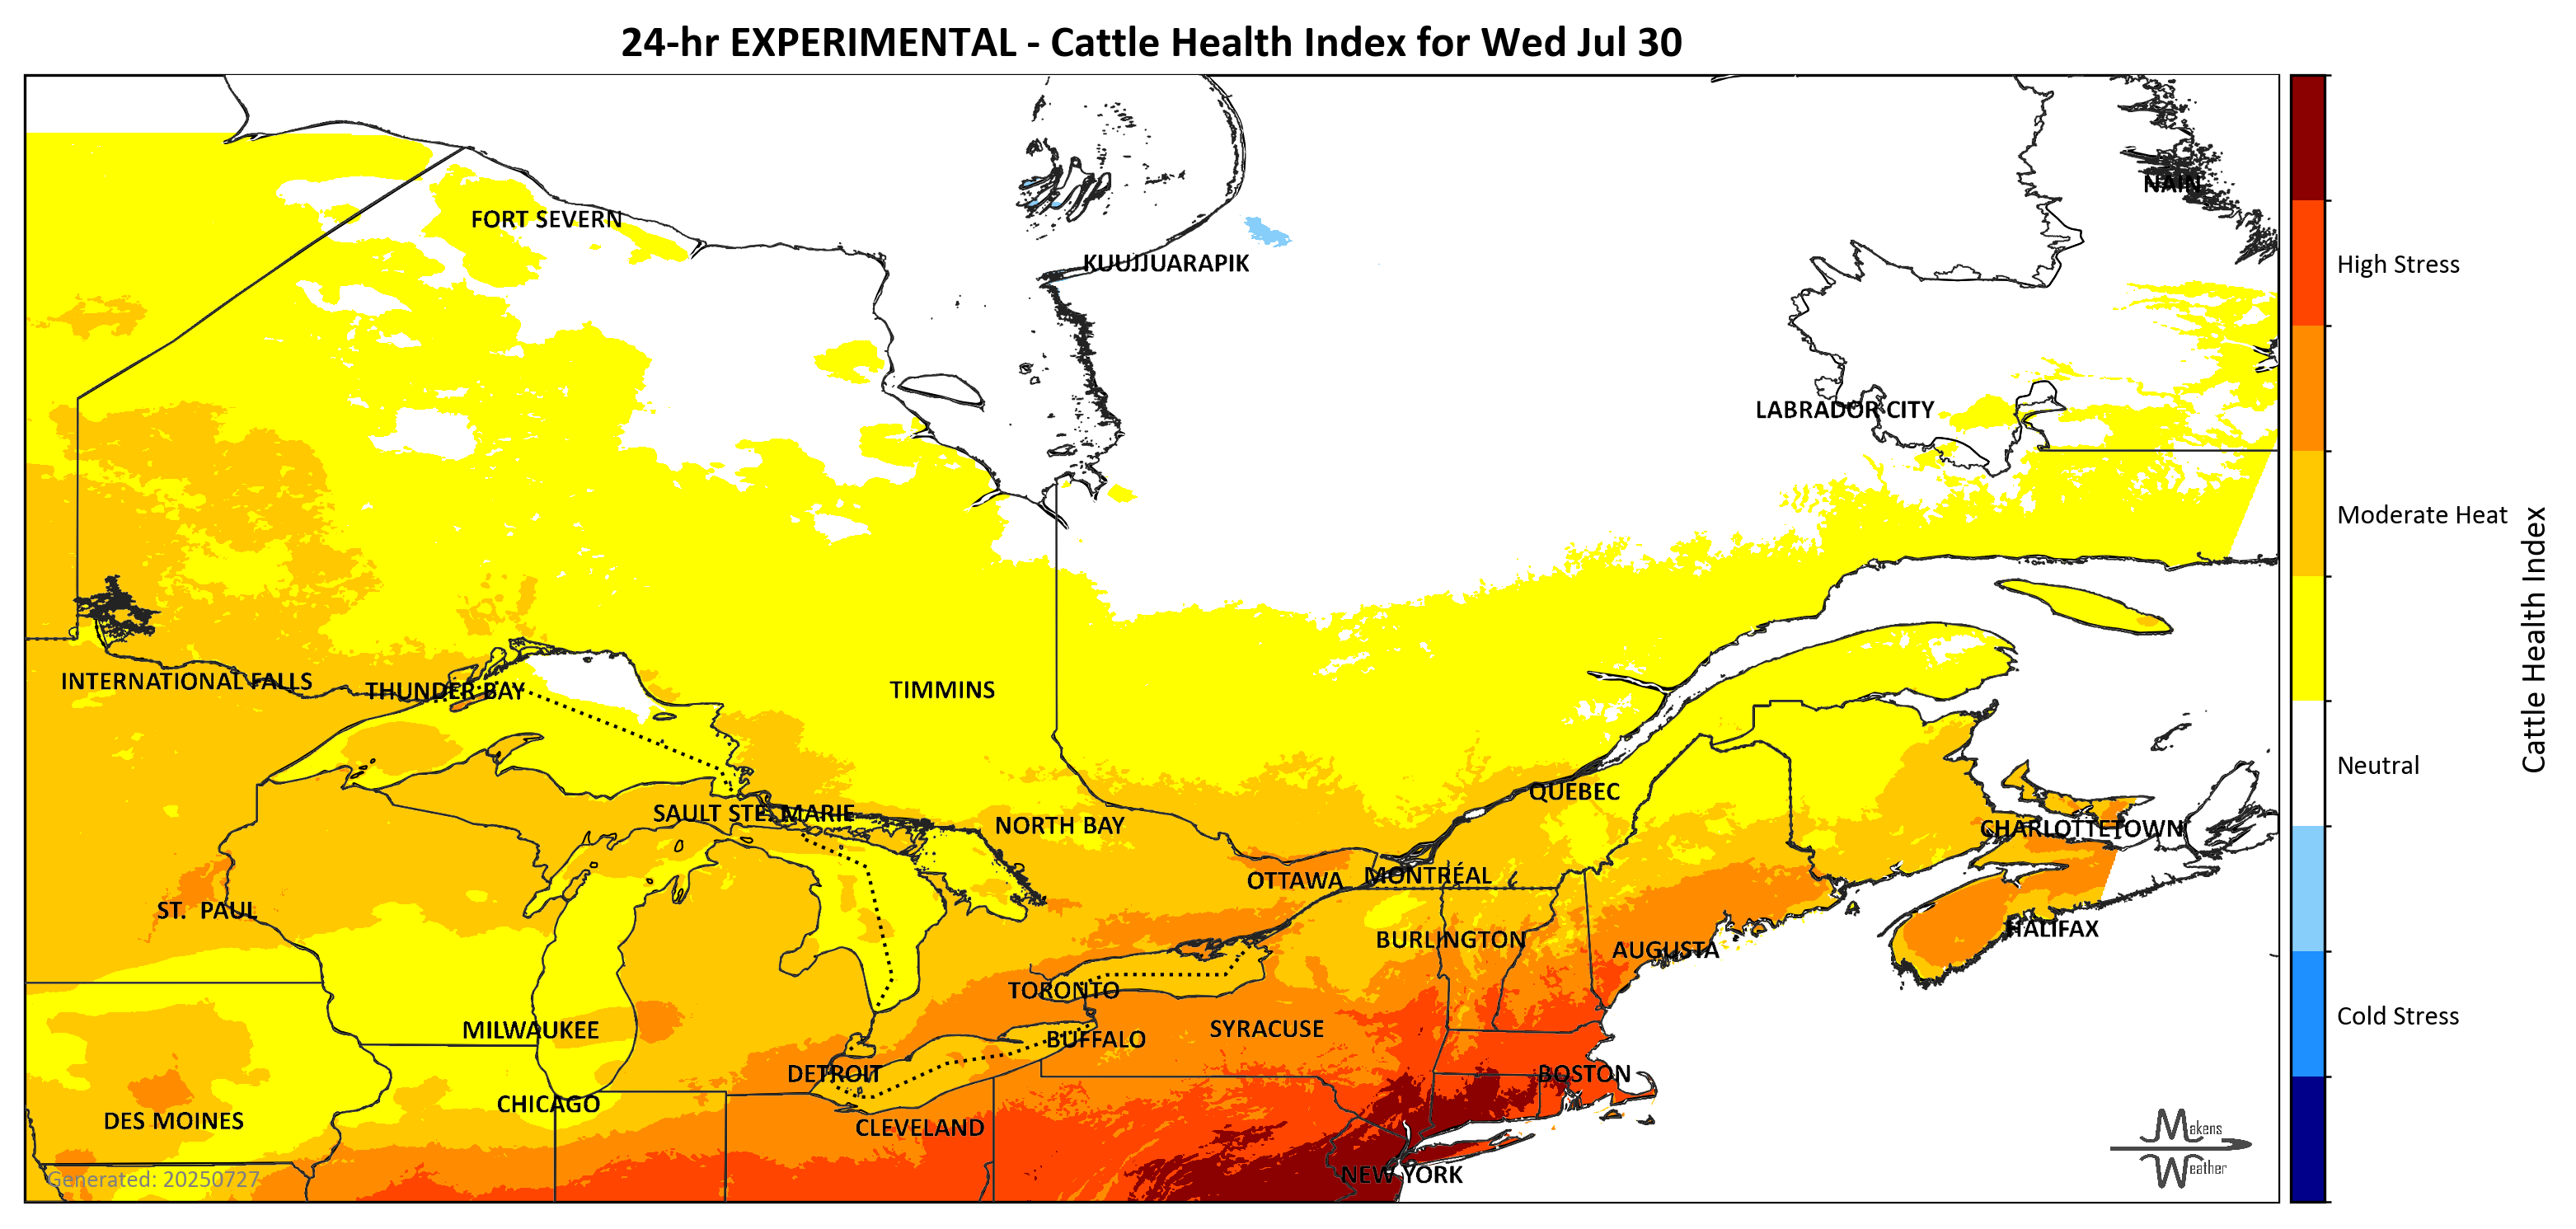 24-hr EXPERIMENTAL - Cattle Health Index for Wed Jul 30
NAIN
FORT SEVERN
KUUJJUARAPIK
High Stress
LABRADOR CITY
Moderate Heat
INTERNATIONAL FALLS
THUNDER BAY
TIMMINS
Cattle Health Index
Neutral
QUEBEC
SAULT STE. MARIE
NORTH BAY
CHARLOTTETOWN
OTTAWA
MONTRÉAL
ST. PAUL
HALIFAX
BURLINGTON
AUGUSTA
TORONTO
Cold Stress
MILWAUKEE
SYRACUSE
BUFFALO
DETROIT
BOSTON
CHICAGO
DES MOINES
CLEVELAND
Makens
Weather
NEW YORK
Generated: 20250727